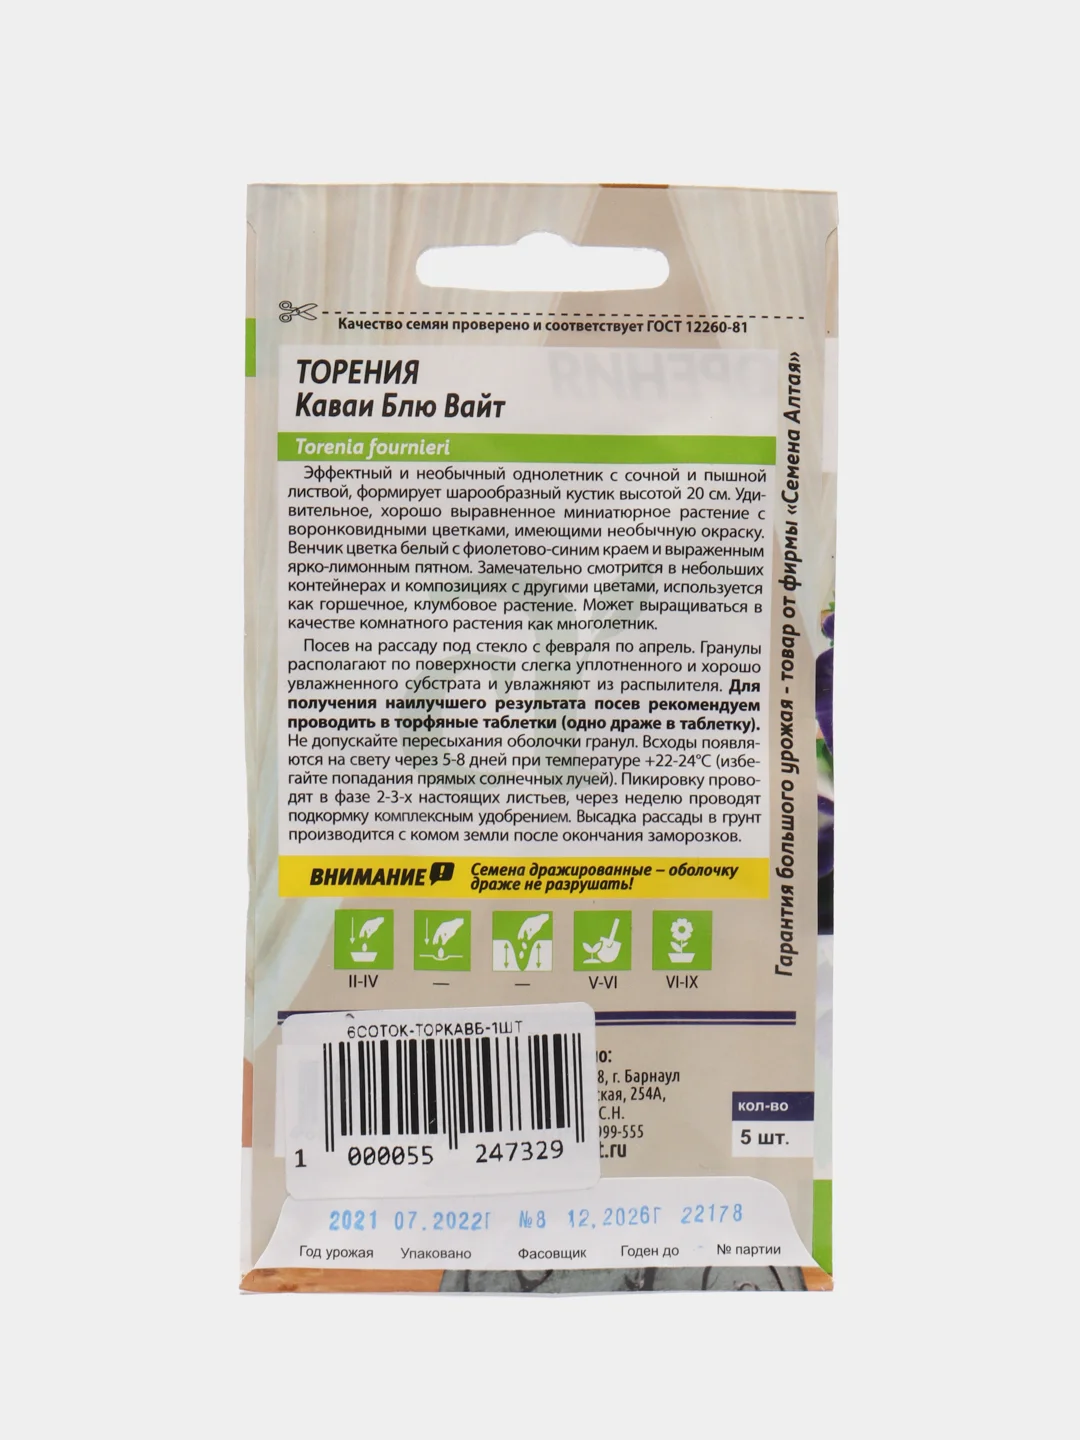 Качество семян проверено и соответствует ГОСТ 12260-81
ТОРЕНИЯ
Каваи Блю Вайт
Torenia fournieri
Эффектный и необычный однолетник с сочной и пышной
листвой, формирует шарообразный кустик высотой 20 см. Уди-
вительное, хорошо выравненное миниатюрное растение с
воронковидными цветками, имеющими необычную окраску.
Венчик цветка белый с фиолетово-синим краем и выраженным
ярко-лимонным пятном. Замечательно смотрится в небольших
контейнерах и композициях с другими цветами, используется
как горшечное, клумбовое растение. Может выращиваться в
качестве комнатного растения как многолетник.
Посев на рассаду под стекло с февраля по апрель. Гранулы
располагают по поверхности слегка уплотненного и хорошо
увлажненного субстрата и увлажняют из распылителя. Для
получения наилучшего результата посев рекомендуем
проводить в торфяные таблетки (одно драже в таблетку).
Не допускайте пересыхания оболочки гранул. Всходы появля-
ются на свету через 5-8 дней при температуре +22-24°С (избе-
гайте попадания прямых солнечных лучей). Пикировку прово-
дят в фазе 2-3-х настоящих листьев, через неделю проводят
подкормку комплексным удобрением. Высадка рассады в грунт
производится с комом земли после окончания заморозков.
ВНИМАНИЕ!
Семена дражированные – оболочку
драже не разрушать!
II-IV — — V-VI VI-IX
Гарантия большого урожая - товар от фирмы «Семена Алтая»
6СОТОК-ТОРКАВБ-1ШТ
1 000055 247329
8, г. Барнаул
254А,
С.Н.
999-555
t.ru
кол-во
5 шт.
2021 07.2022Г №8 12.2026Г 22178
Год урожая Упаковано Фасовщик Годен до № партии